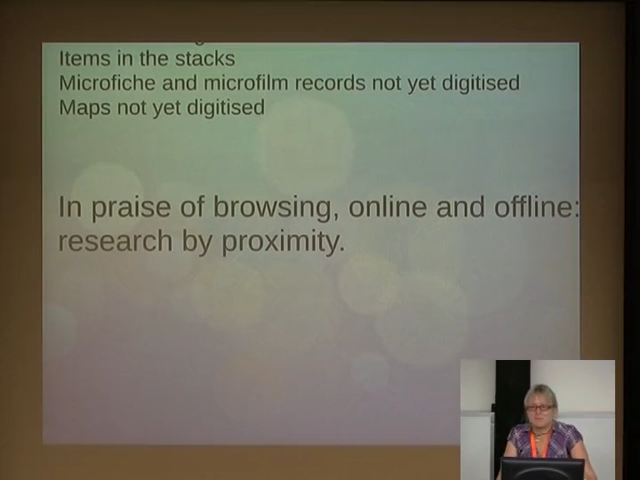 Items in the stacks
Microfiche and microfilm records not yet digitised
Maps not yet digitised
In praise of browsing, online and offline:
research by proximity.